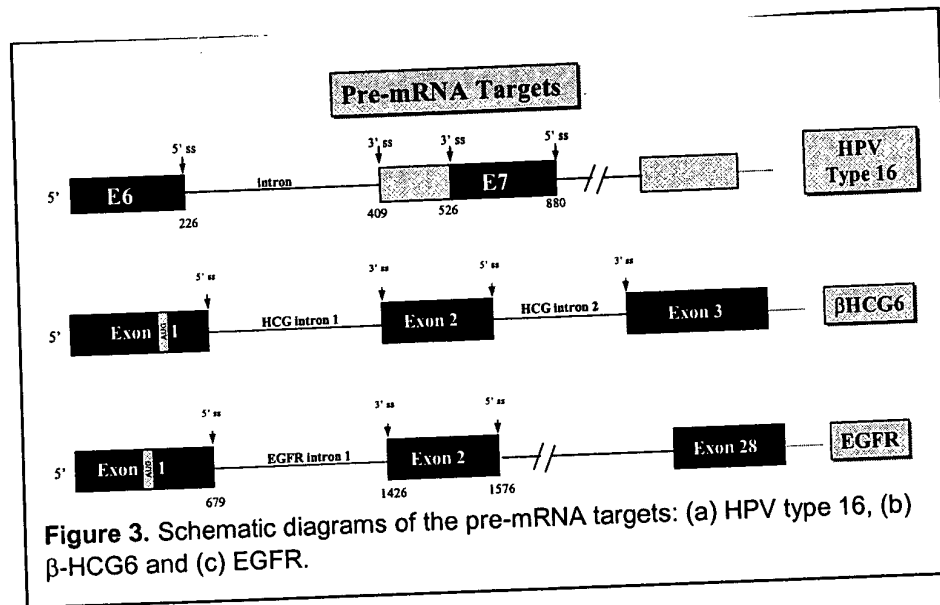 Pre-mRNA Targets
5' ss 3' ss 3' ss 5' ss
5' E6 intron E7 HPV Type 16
226 409 526 880
5' ss 3' ss 5' ss 3' ss
5' Exon AUG 1 HCG intron 1 Exon 2 HCG intron 2 Exon 3 βHCG6
5' ss 3' ss 5' ss
5' Exon AUG 1 EGFR intron 1 Exon 2 Exon 28 EGFR
679 1426 1576
Figure 3. Schematic diagrams of the pre-mRNA targets: (a) HPV type 16, (b)
β-HCG6 and (c) EGFR.